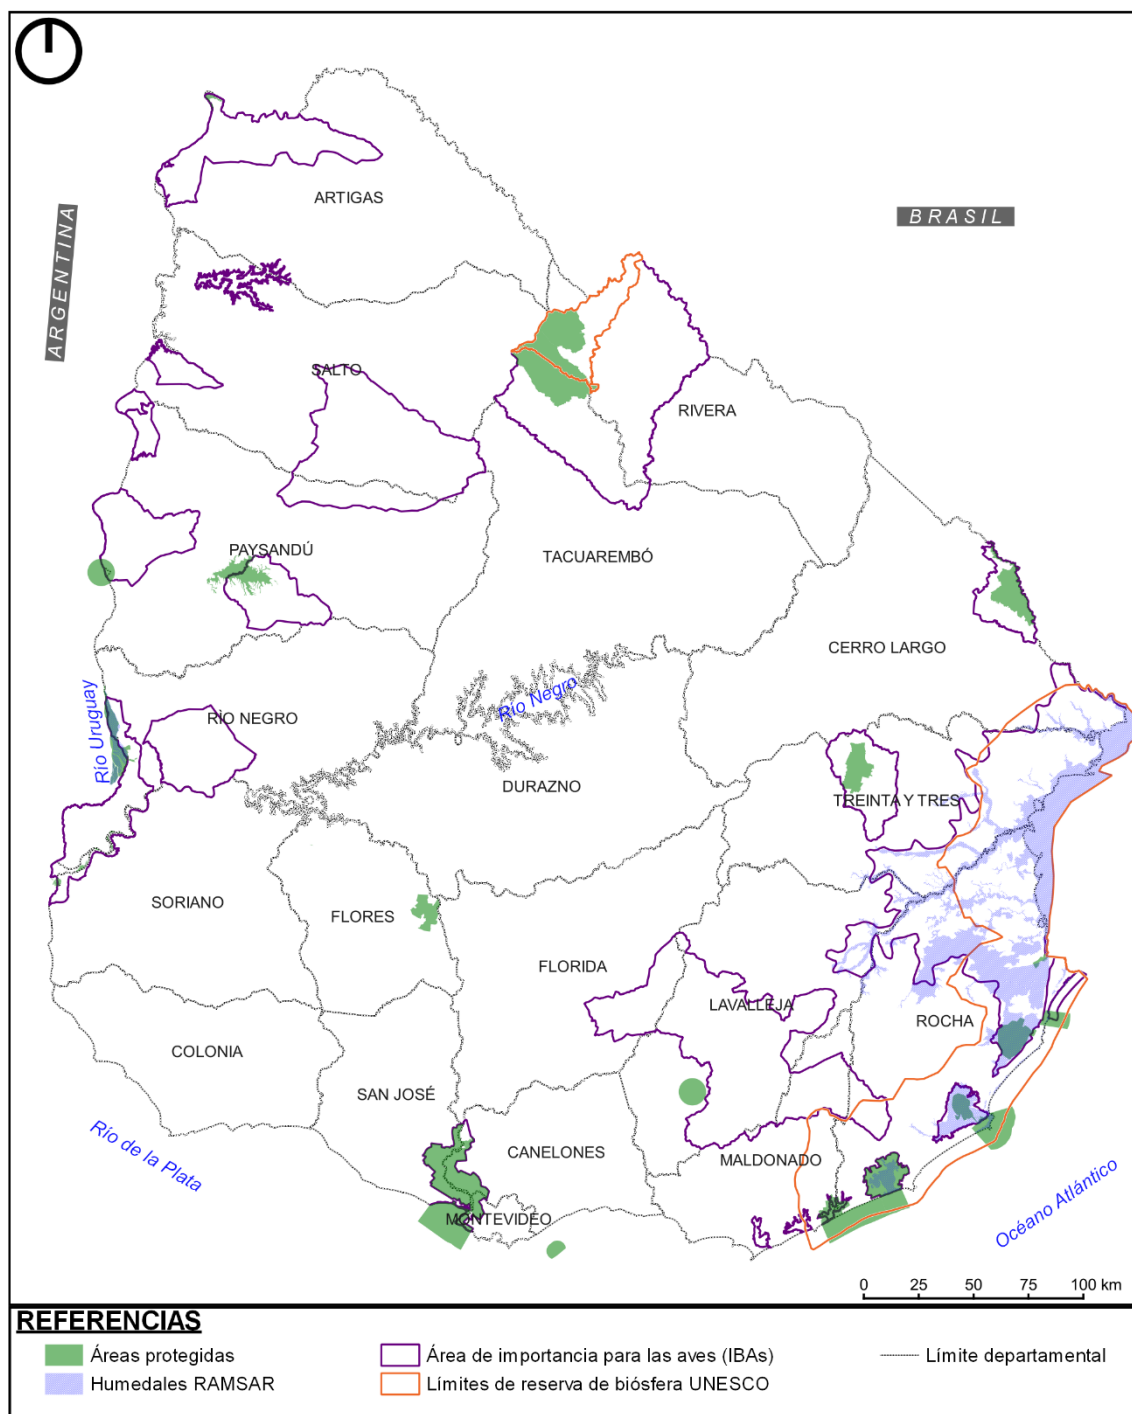 ARTIGAS
ARGENTINA
BRASIL
SALTO
RIVERA
PAYSANDÚ
TACUAREMBÓ
CERRO LARGO
Río Uruguay
RÍO NEGRO
Río Negro
DURAZNO
TREINTA Y TRES
SORIANO
FLORES
FLORIDA
LAVALLEJA
ROCHA
COLONIA
SAN JOSÉ
CANELONES
MALDONADO
Río de la Plata
MONTEVIDEO
Océano Atlántico
0 25 50 75 100 km
REFERENCIAS
Áreas protegidas
Área de importancia para las aves (IBAs)
Límite departamental
Humedales RAMSAR
Límites de reserva de biósfera UNESCO